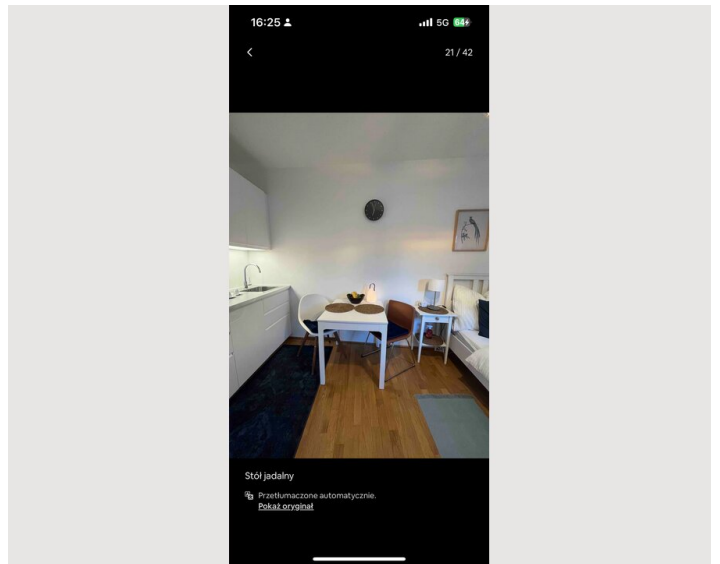 16:25
5G 64
21 / 42
Stół jadalny
Przetłumaczone automatycznie.
Pokaż oryginał